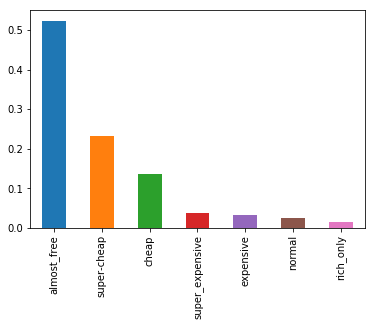 0.5
0.4
0.3
0.2
0.1
0.0
almost_free
super-cheap
cheap
super_expensive
expensive
normal
rich_only